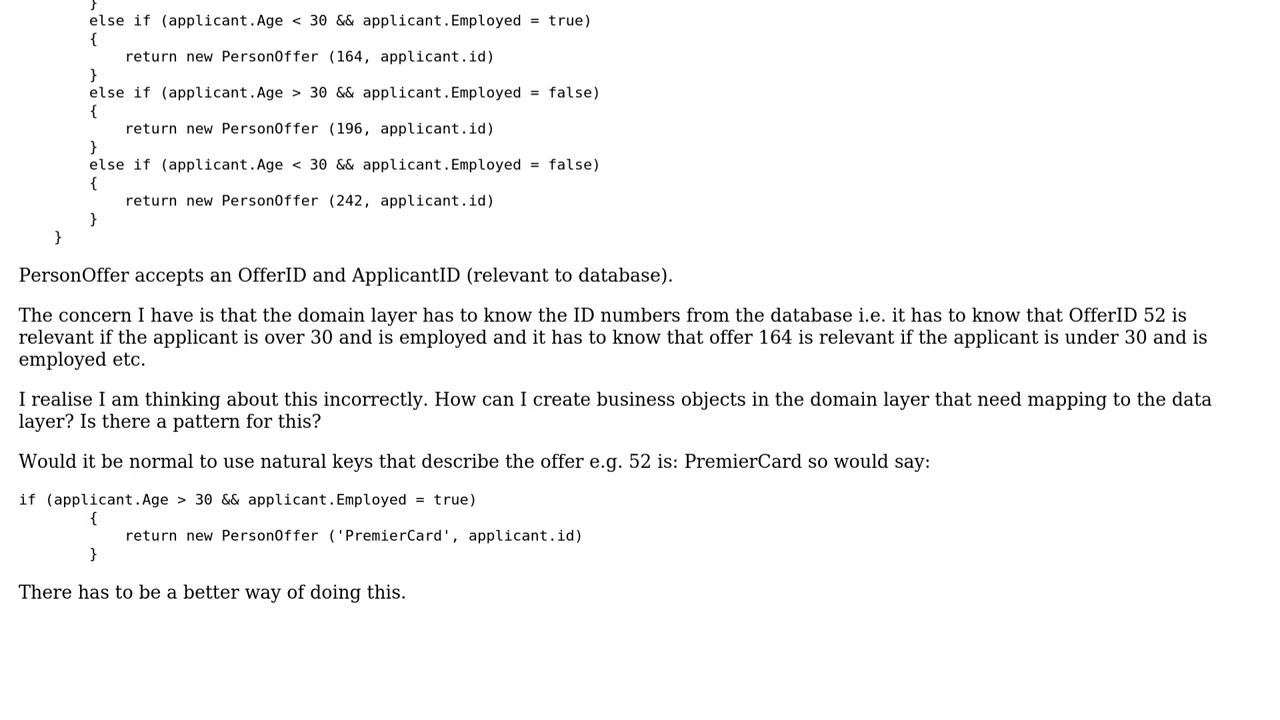 }
else if (applicant.Age < 30 && applicant.Employed = true)
{
return new PersonOffer (164, applicant.id)
}
else if (applicant.Age > 30 && applicant.Employed = false)
{
return new PersonOffer (196, applicant.id)
}
else if (applicant.Age < 30 && applicant.Employed = false)
{
return new PersonOffer (242, applicant.id)
}
}
PersonOffer accepts an OfferID and ApplicantID (relevant to database).
The concern I have is that the domain layer has to know the ID numbers from the database i.e. it has to know that OfferID 52 is
relevant if the applicant is over 30 and is employed and it has to know that offer 164 is relevant if the applicant is under 30 and is
employed etc.
I realise I am thinking about this incorrectly. How can I create business objects in the domain layer that need mapping to the data
layer? Is there a pattern for this?
Would it be normal to use natural keys that describe the offer e.g. 52 is: PremierCard so would say:
if (applicant.Age > 30 && applicant.Employed = true)
{
return new PersonOffer ('PremierCard', applicant.id)
}
There has to be a better way of doing this.